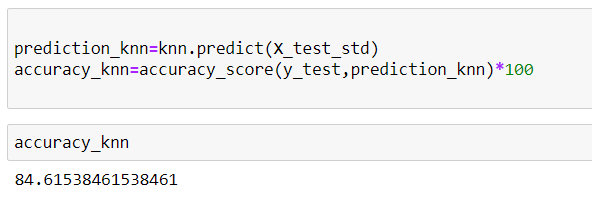 prediction_knn=knn.predict(X_test_std)
accuracy_knn=accuracy_score(y_test,prediction_knn)*100
accuracy_knn
84.61538461538461